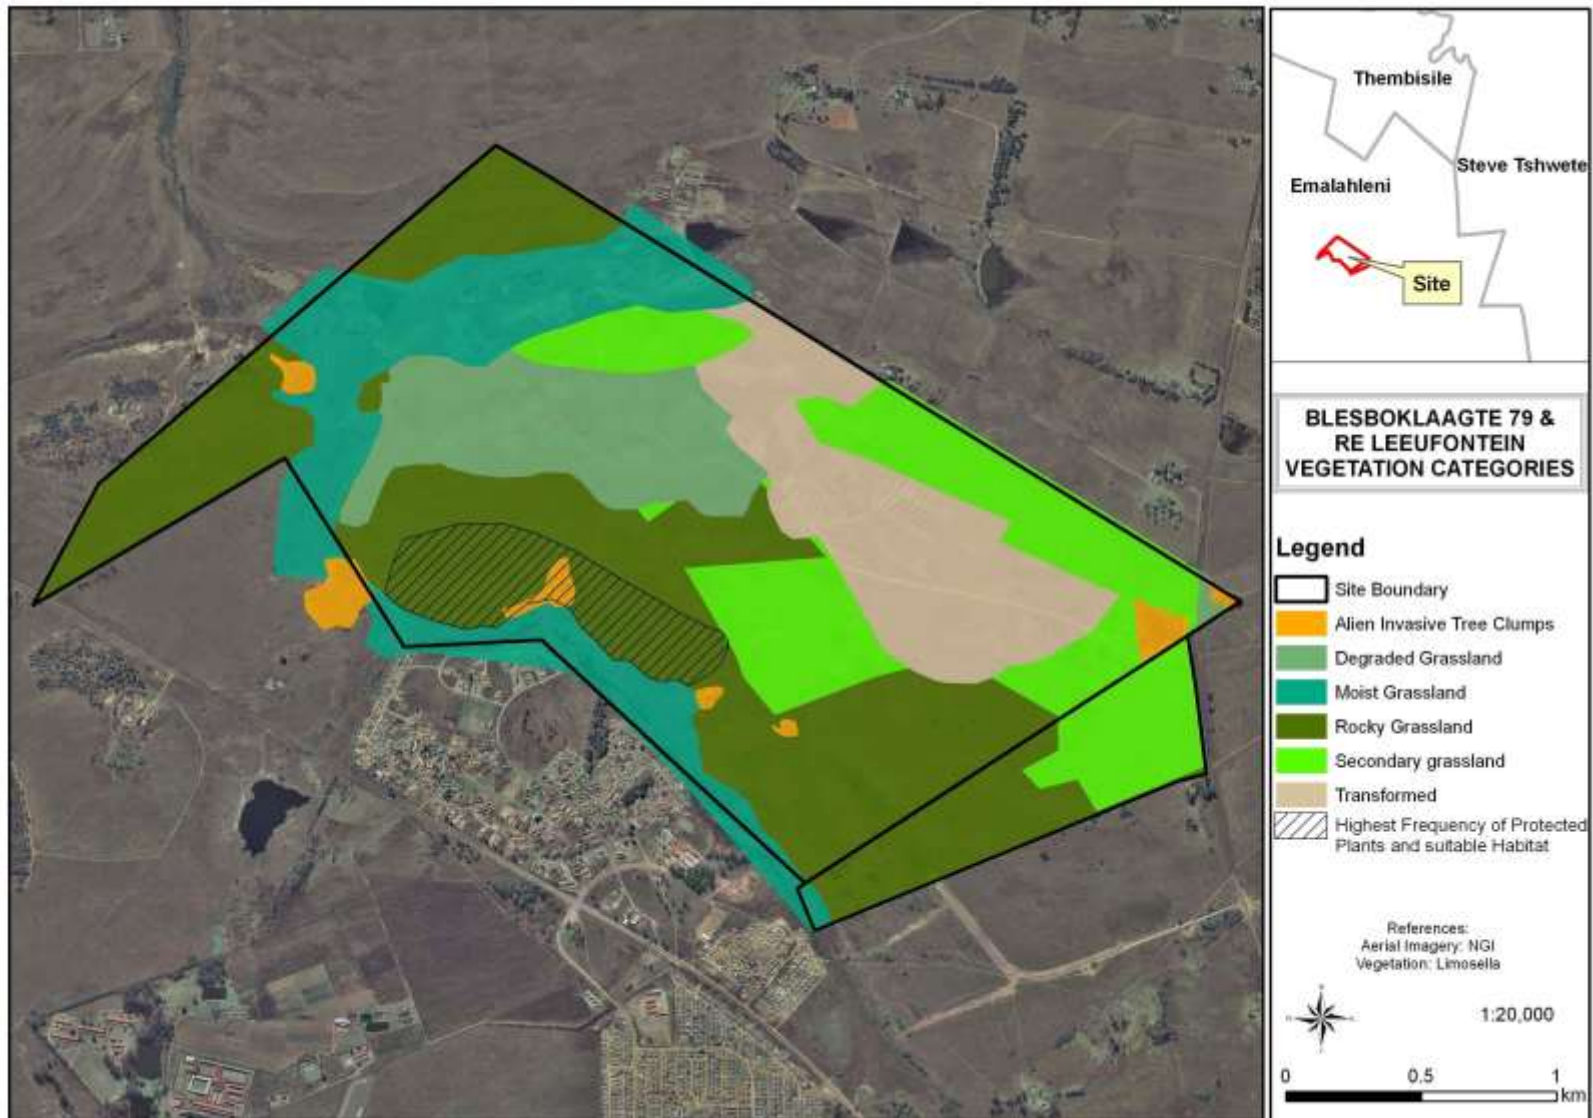 Thembisile
Steve Tshwete
Emalahleni
Site
BLESBOKLAAGTE 79 &
RE LEEUFONTEIN
VEGETATION CATEGORIES
Legend
Site Boundary
Alien Invasive Tree Clumps
Degraded Grassland
Moist Grassland
Rocky Grassland
Secondary grassland
Transformed
Highest Frequency of Protected
Plants and suitable Habitat
References:
Aerial Imagery: NGI
Vegetation: Limosella
1:20,000
0 0.5 1
km